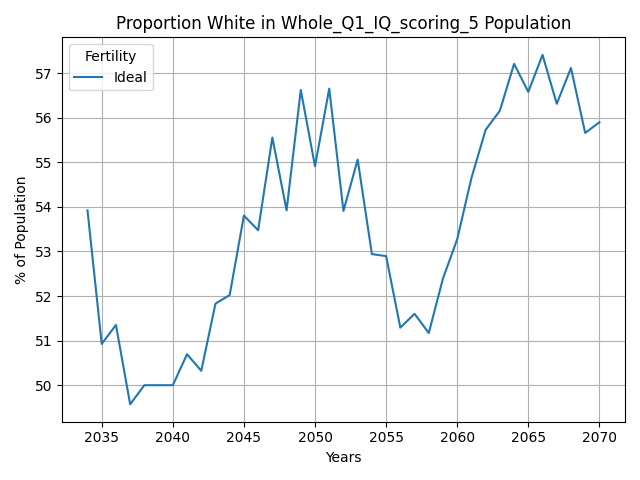 Proportion White in Whole_Q1_IQ_scoring_5 Population
Fertility
Ideal
% of Population
57
56
55
54
53
52
51
50
2035 2040 2045 2050 2055 2060 2065 2070
Years